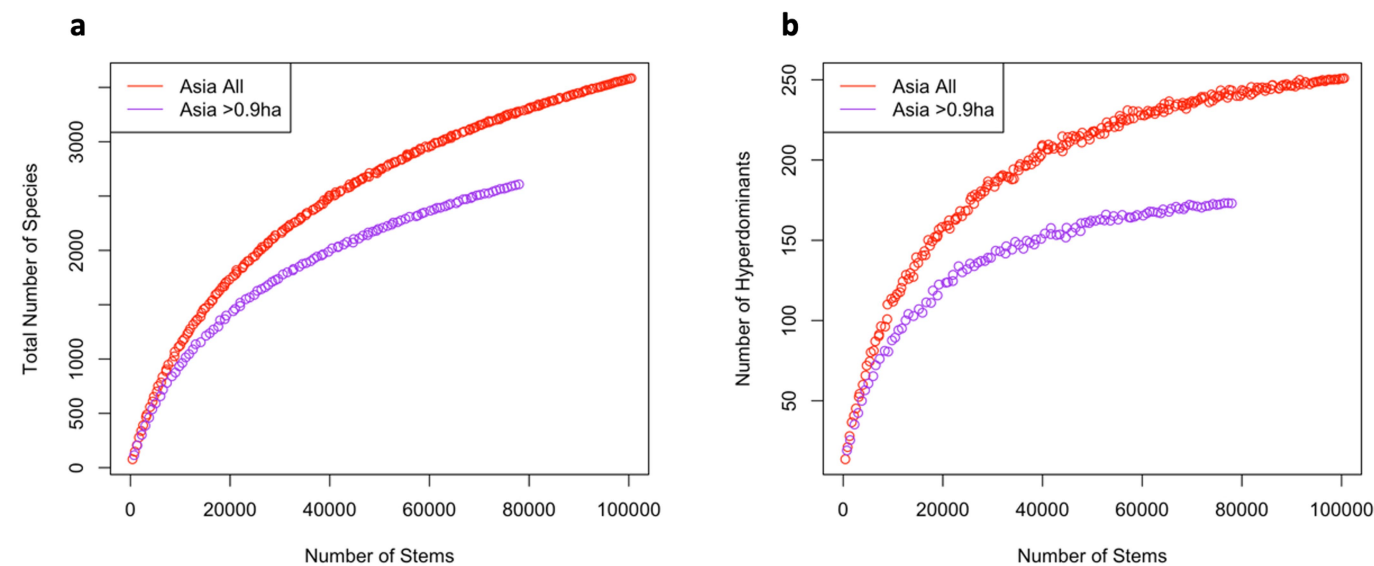 a
Asia All
Asia >0.9ha
Total Number of Species
3000
2000
1000
500
0
0 20000 40000 60000 80000 100000
Number of Stems
b
Asia All
Asia >0.9ha
Number of Hyperdominants
250
200
150
100
50
0 20000 40000 60000 80000 100000
Number of Stems